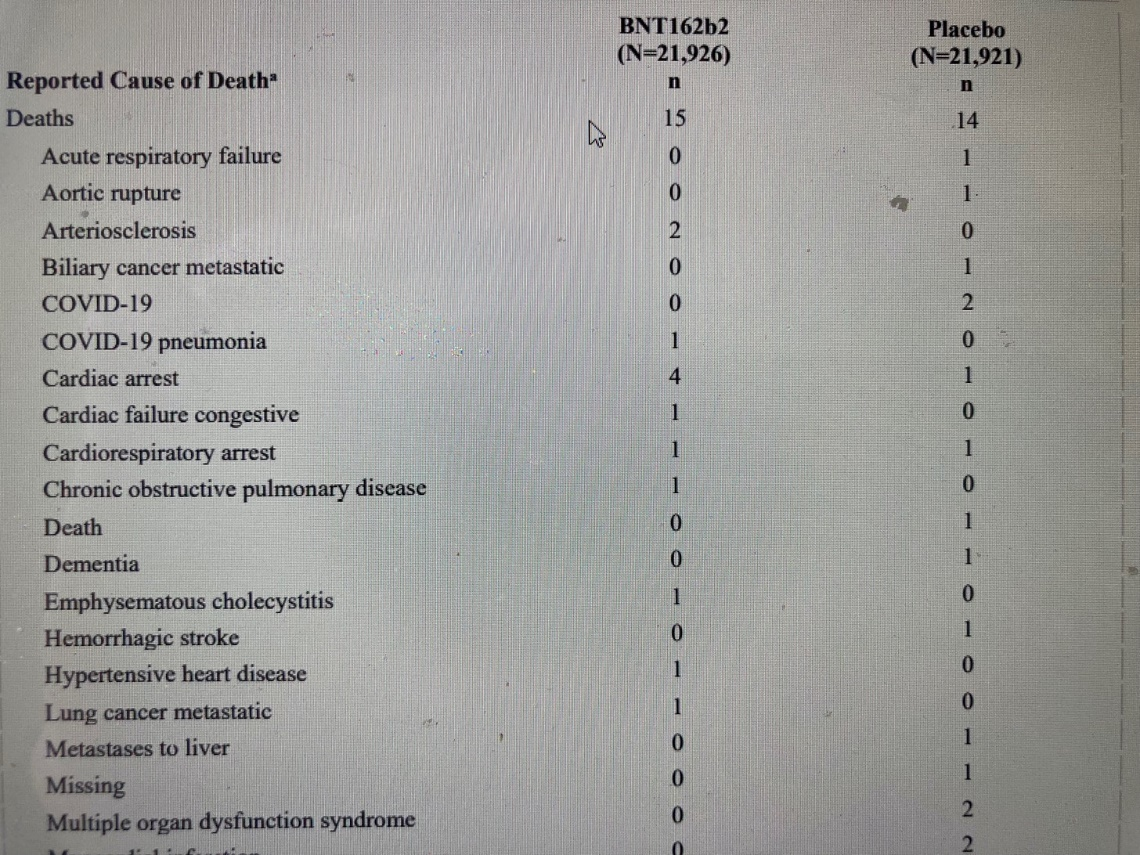 BNT162b2 Placebo
(N=21,926) (N=21,921)
Reported Cause of Deathᵃ n n
Deaths 15 14
Acute respiratory failure 0 1
Aortic rupture 0 1
Arteriosclerosis 2 0
Biliary cancer metastatic 0 1
COVID-19 0 2
COVID-19 pneumonia 1 0
Cardiac arrest 4 1
Cardiac failure congestive 1 0
Cardiorespiratory arrest 1 1
Chronic obstructive pulmonary disease 1 0
Death 0 1
Dementia 0 1
Emphysematous cholecystitis 1 0
Hemorrhagic stroke 0 1
Hypertensive heart disease 1 0
Lung cancer metastatic 1 0
Metastases to liver 0 1
Missing 0 1
Multiple organ dysfunction syndrome 0 2
0 2